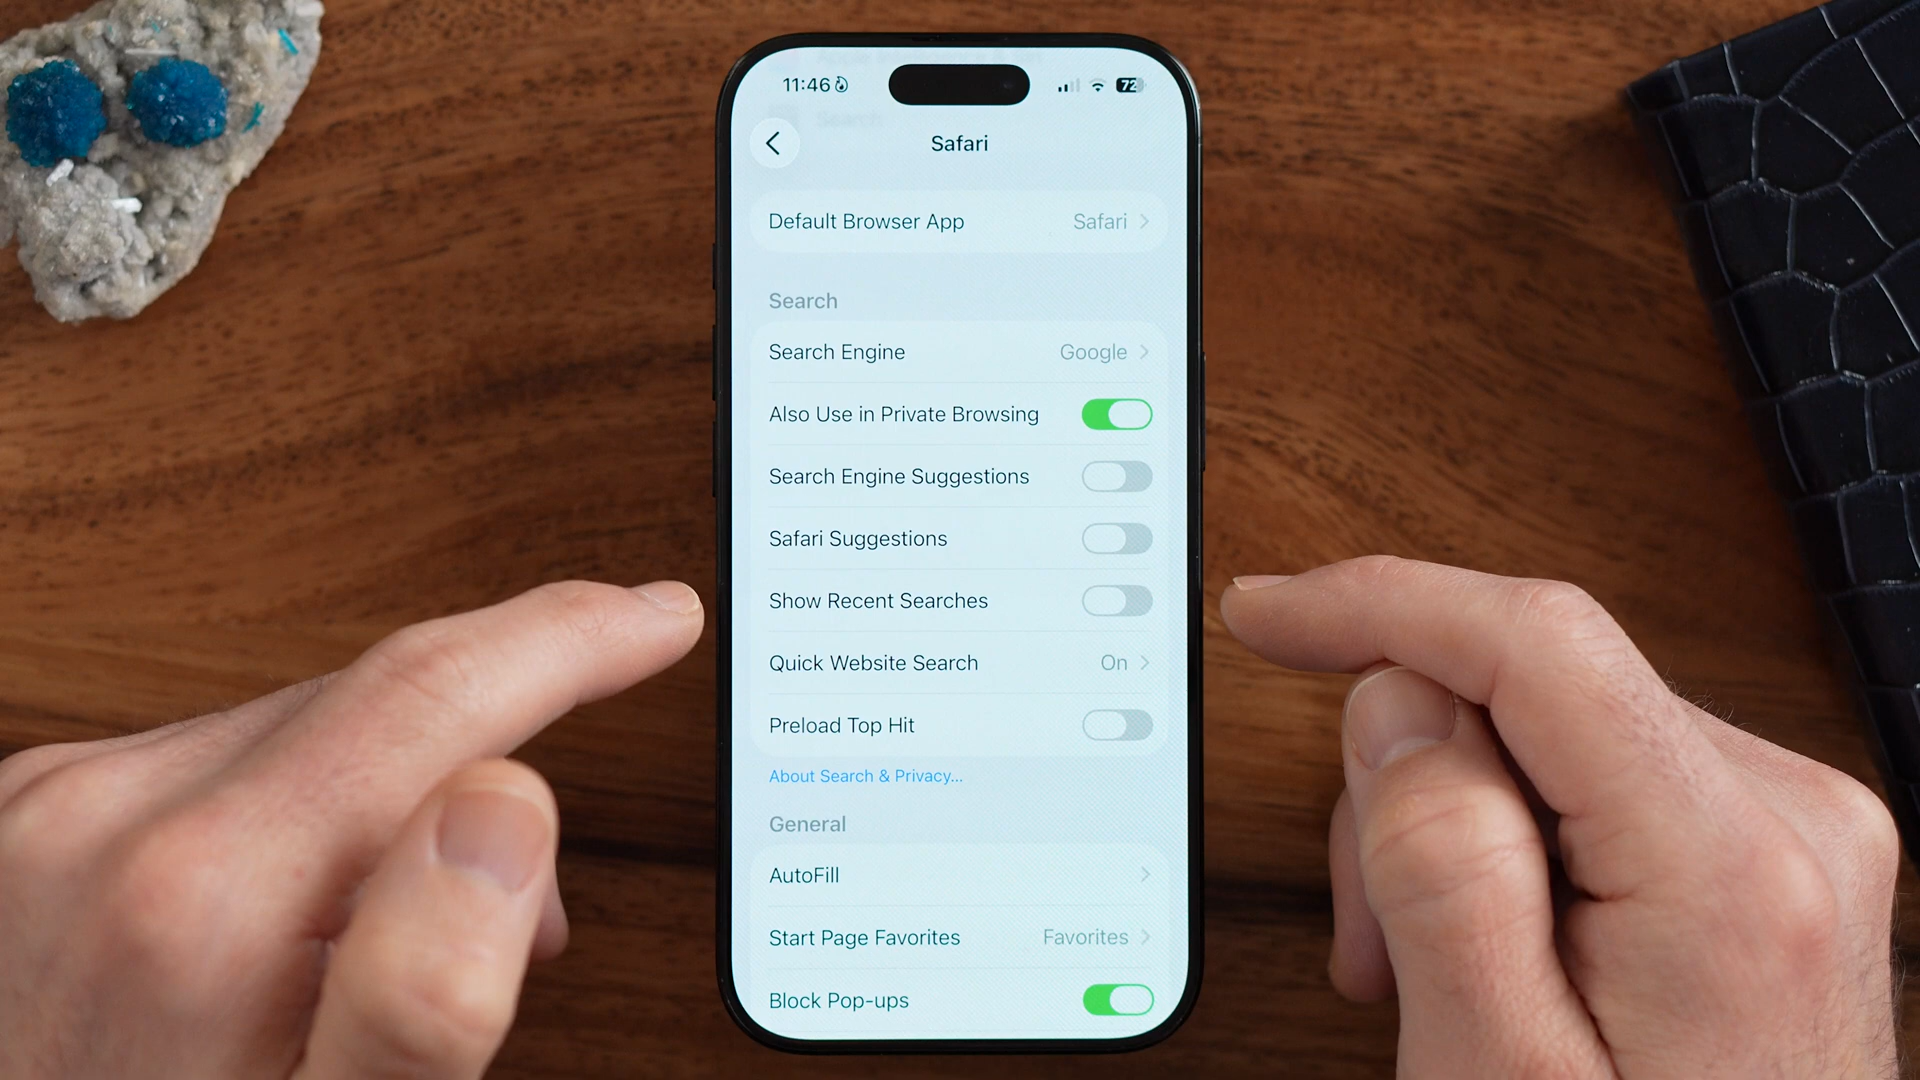 11:46
72
Search
Safari
Default Browser App Safari
Search
Search Engine Google
Also Use in Private Browsing
Search Engine Suggestions
Safari Suggestions
Show Recent Searches
Quick Website Search On
Preload Top Hit
About Search & Privacy...
General
AutoFill
Start Page Favorites Favorites
Block Pop-ups